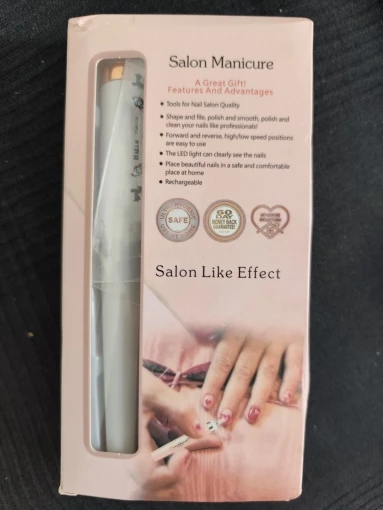 Salon Manicure
A Great Gift!
Features And Advantages
• Tools for Nail Salon Quality
• Shape and file, polish and smooth, polish and
clean your nails like professionals!
• Forward and reverse, high/low speed positions
are easy to use
• The LED light can clearly see the nails
• Place beautiful nails in a safe and comfortable
place at home
• Rechargeable
SAFE
60
DAY
MONEY BACK
GUARANTEE!
Salon Like Effect